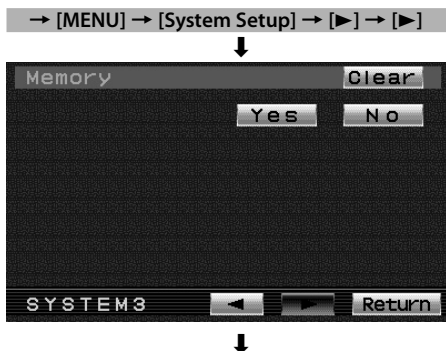 → [MENU] → [System Setup] → [►] → [►]
Memory Clear
Yes No
SYSTEM3 ◄ ► Return